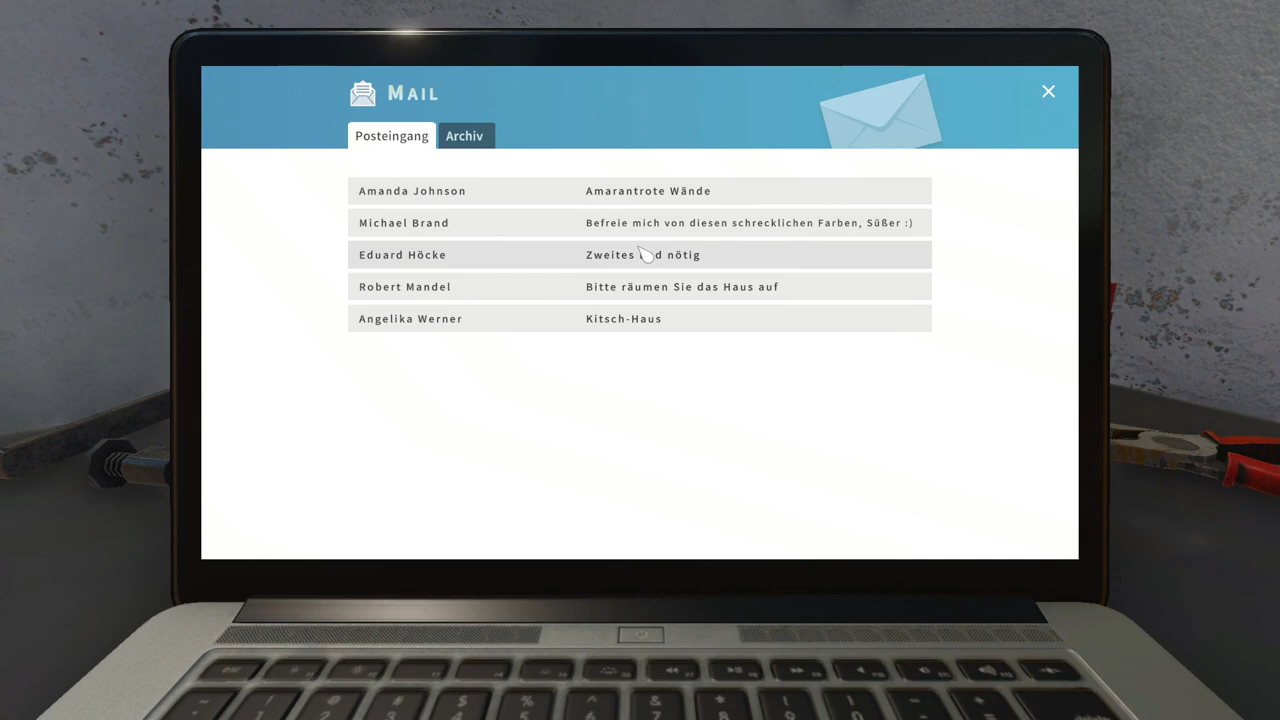 Mail
Posteingang Archiv
Amanda Johnson Amarantrote Wände
Michael Brand Befreie mich von diesen schrecklichen Farben, Süßer :)
Eduard Höcke Zweites nötig
Robert Mandel Bitte räumen Sie das Haus auf
Angelika Werner Kitsch-Haus
esc